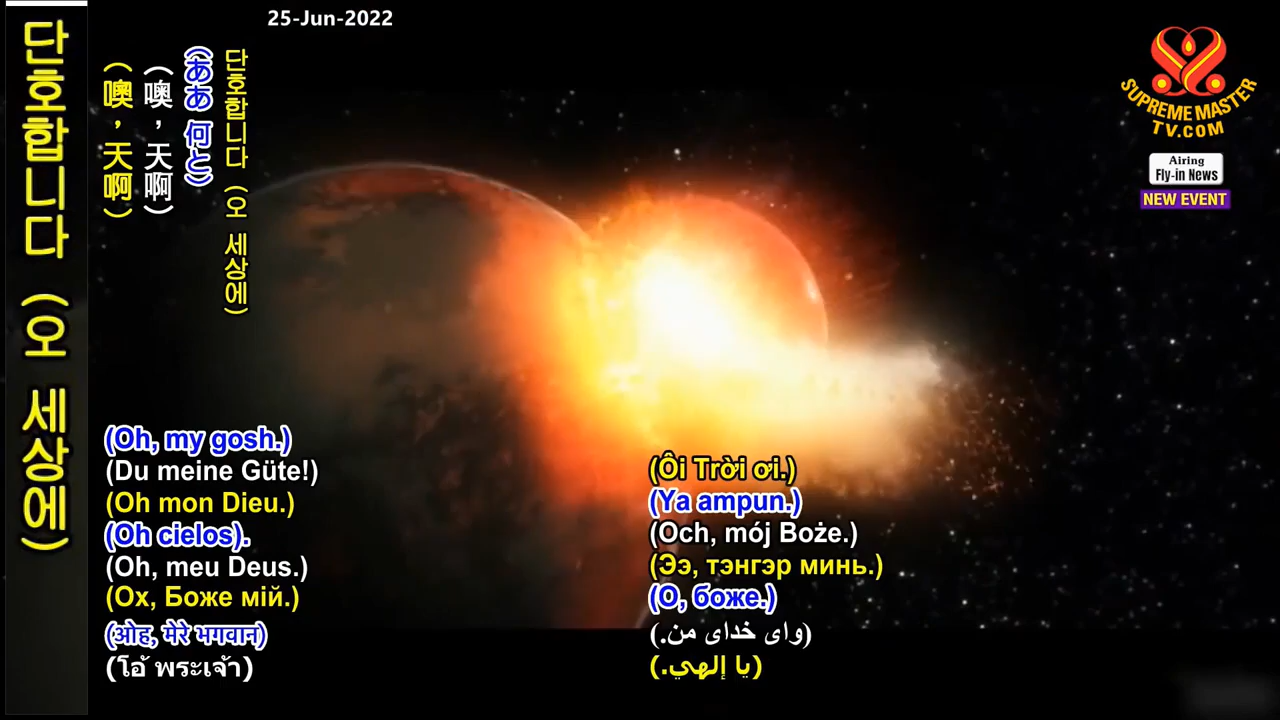 25-Jun-2022
단호합니다 (오 세상에)
(噢，天啊)
(噢，天啊)
(ああ 何と)
단호합니다 (오 세상에)
SUPREME MASTER
TV.COM
Airing
Fly-in News
NEW EVENT
(Oh, my gosh.)
(Du meine Güte!)
(Oh mon Dieu.)
(Oh cielos).
(Oh, meu Deus.)
(Ох, Боже мій.)
(ओह, मेरे भगवान)
(โอ้ พระเจ้า)
(Ôi Trời ơi.)
(Ya ampun.)
(Och, mój Boże.)
(Ээ, тэнгэр минь.)
(О, боже.)
(وای خدای من.)
(يا إلهي.)